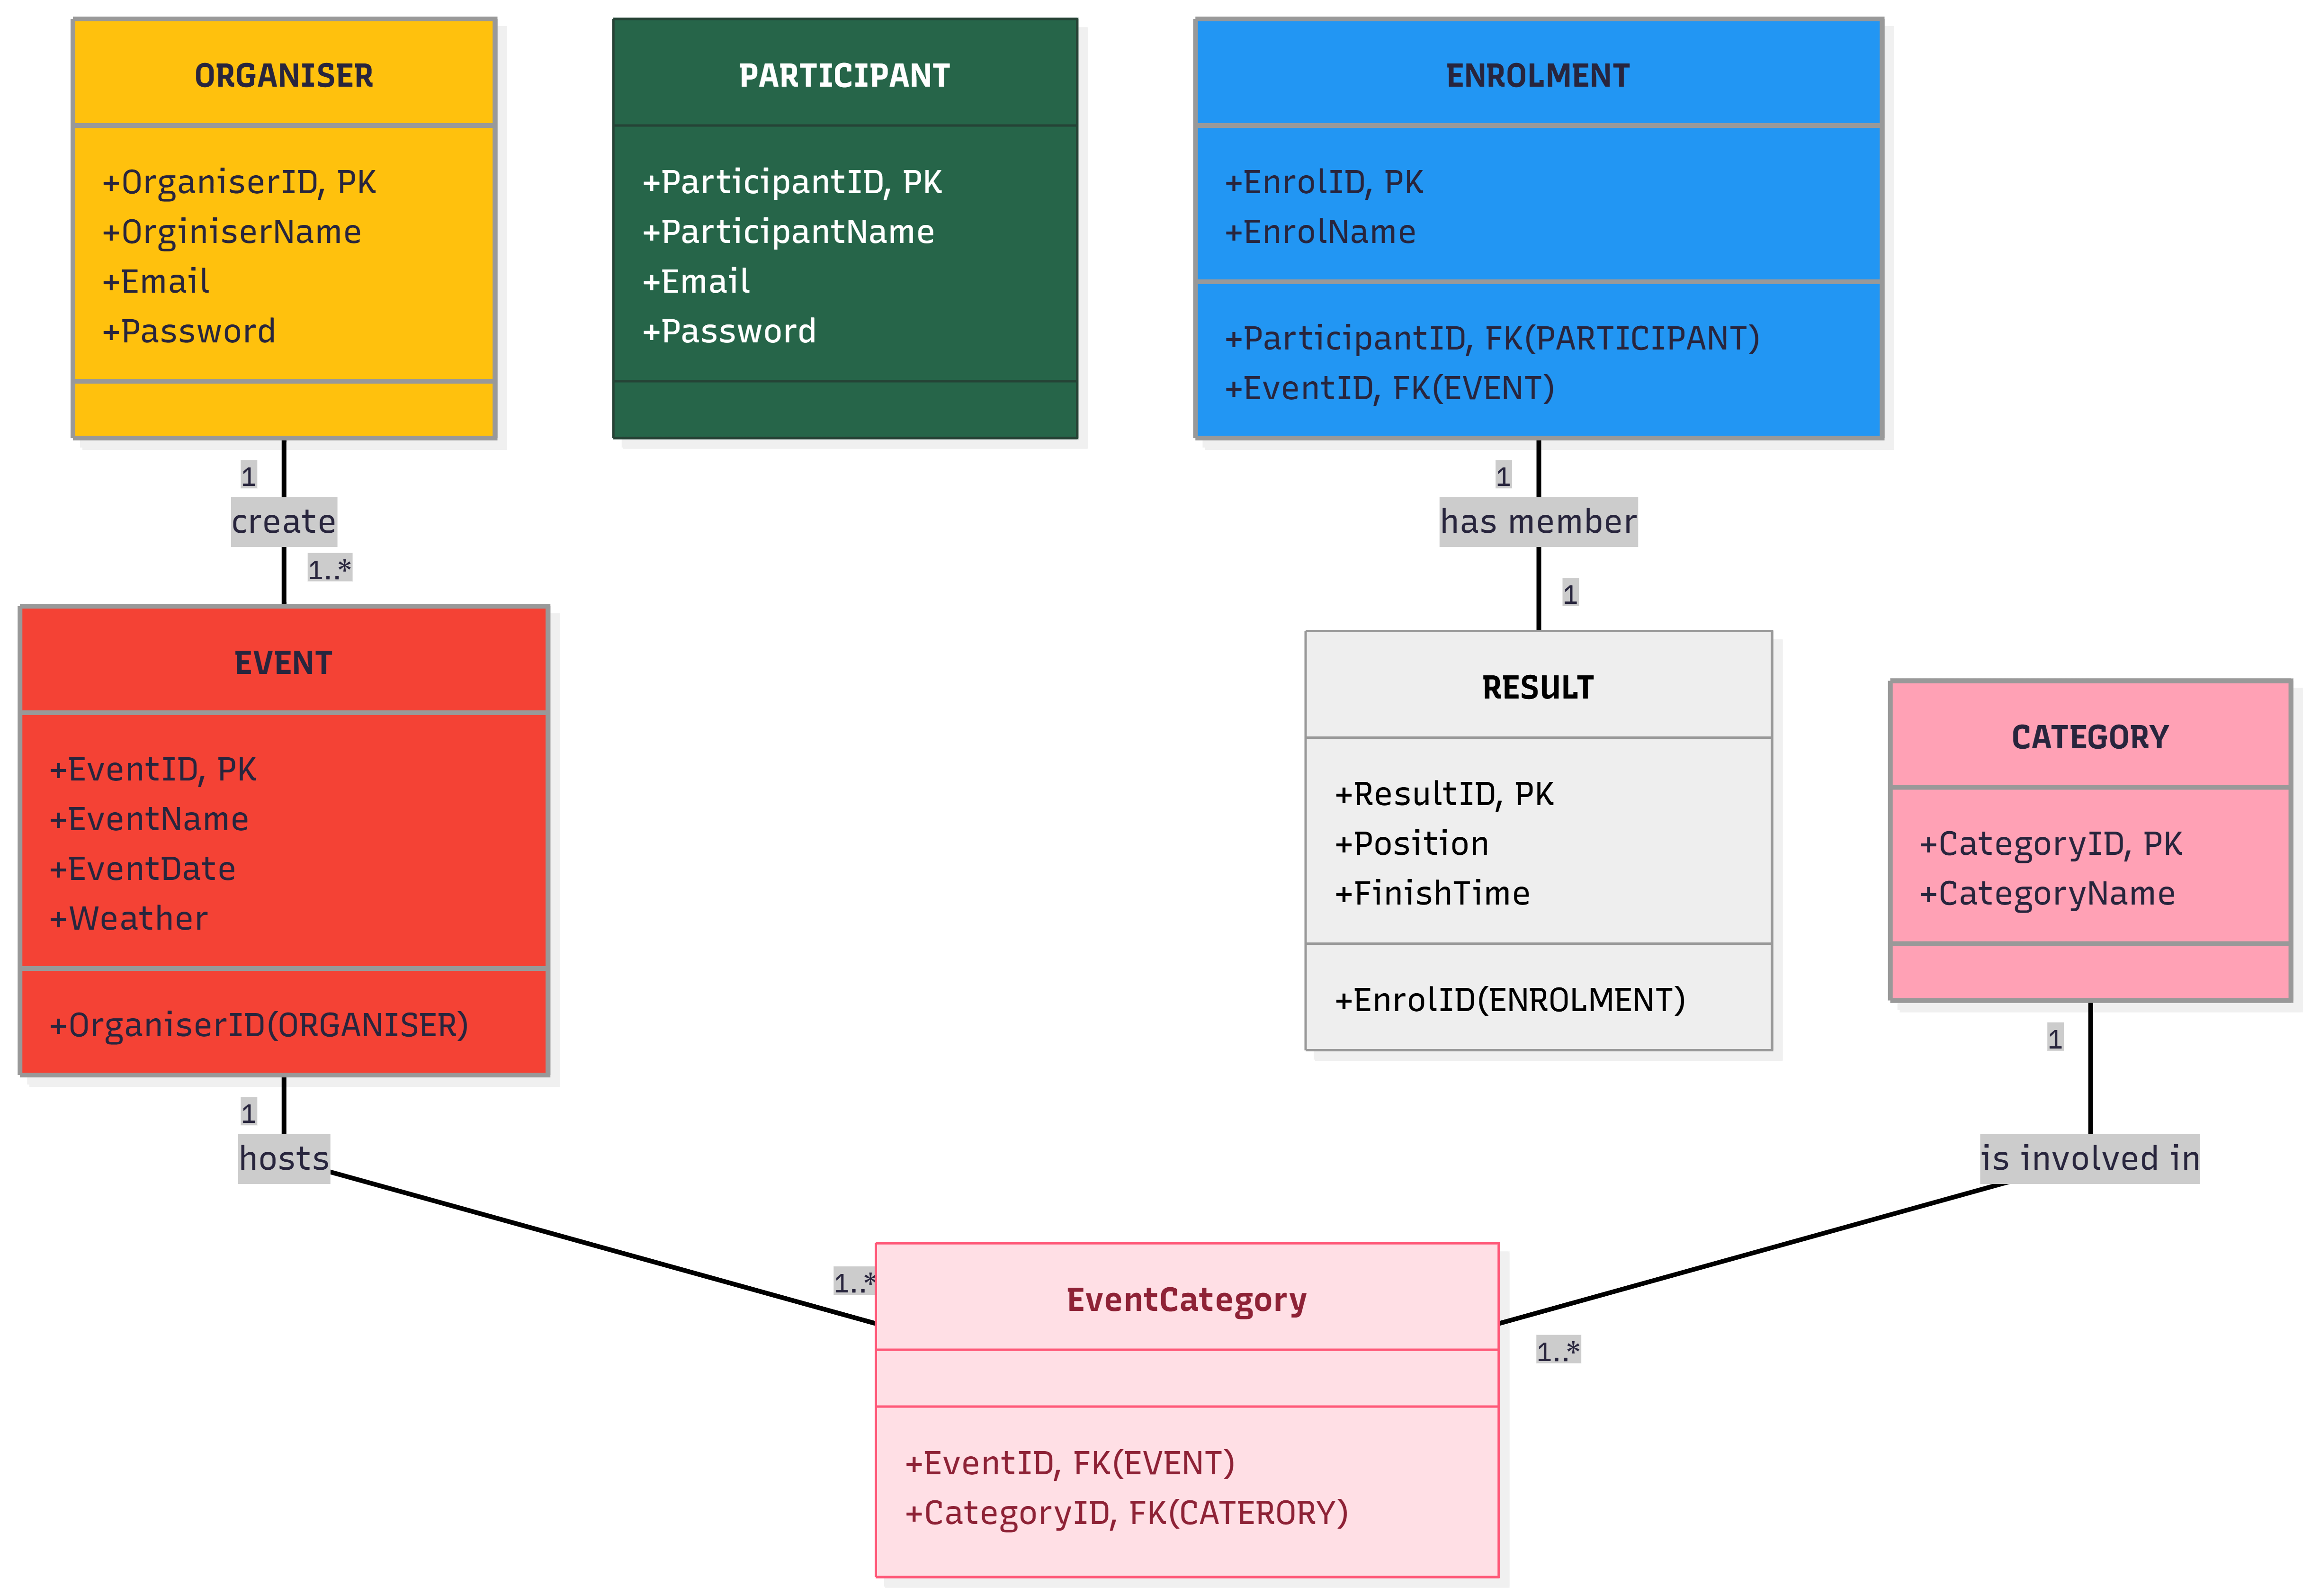 ORGANISER
+OrganiserID, PK
+OrginiserName
+Email
+Password
PARTICIPANT
+ParticipantID, PK
+ParticipantName
+Email
+Password
ENROLMENT
+EnrolID, PK
+EnrolName
+ParticipantID, FK(PARTICIPANT)
+EventID, FK(EVENT)
1
create
1..*
1
has member
1
EVENT
+EventID, PK
+EventName
+EventDate
+Weather
+OrganiserID(ORGANISER)
RESULT
+ResultID, PK
+Position
+FinishTime
+EnrolID(ENROLMENT)
CATEGORY
+CategoryID, PK
+CategoryName
1
hosts
1..*
1
is involved in
1..*
EventCategory
+EventID, FK(EVENT)
+CategoryID, FK(CATERORY)